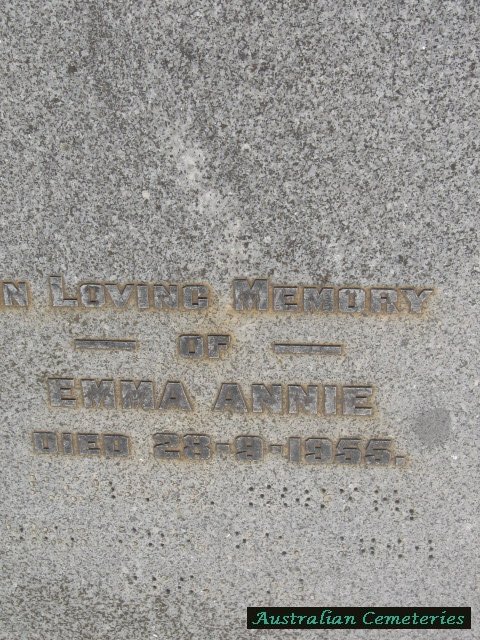 N LOVING MEMORY
— OF —
EMMA ANNIE
DIED 28-9-1955.
Australian Cemeteries